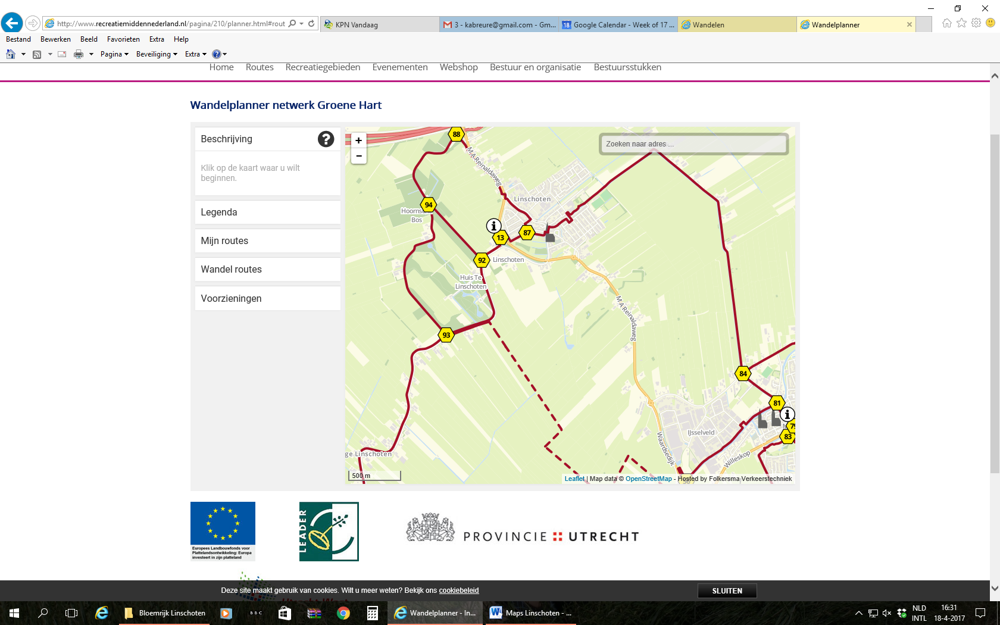 http://www.recreatiemiddennederland.nl/pagina/210/planner.html#rout
KPN Vandaag
3 - kabreure@gmail.com - Gm...
18 Google Calendar - Week of 17 ...
Wandelen
Wandelplanner
Bestand Bewerken Beeld Favorieten Extra Help
Pagina Beveiliging Extra
Home Routes Recreatiegebieden Evenementen Webshop Bestuur en organisatie Bestuursstukken
Wandelplanner netwerk Groene Hart
Beschrijving ?
Klik op de kaart waar u wilt
beginnen.
Legenda
Mijn routes
Wandel routes
Voorzieningen
+
−
Zoeken naar adres ...
88
M.A.Reinaldaweg
Linschoten
94
Hoornse
Bos
i
13
87
92
Linschoten
Huis Te
Linschoten
M A Reinaldaweg
93
84
81
i
79
83
IJsselveld
Waardsedijk
Willeskop
ge Linschoten
500 m
Leaflet | Map data © OpenStreetMap - Hosted by Folkersma Verkeerstechniek
Europees Landbouwfonds voor
Plattelandsontwikkeling: Europa
investeert in zijn platteland
LEADER
PROVINCIE UTRECHT
Deze site maakt gebruik van cookies. Wilt u meer weten? Bekijk ons cookiebeleid
SLUITEN
Bloemrijk Linschoten
BBC
Wandelplanner - In...
Maps Linschoten - ...
NLD
INTL
16:31
18-4-2017